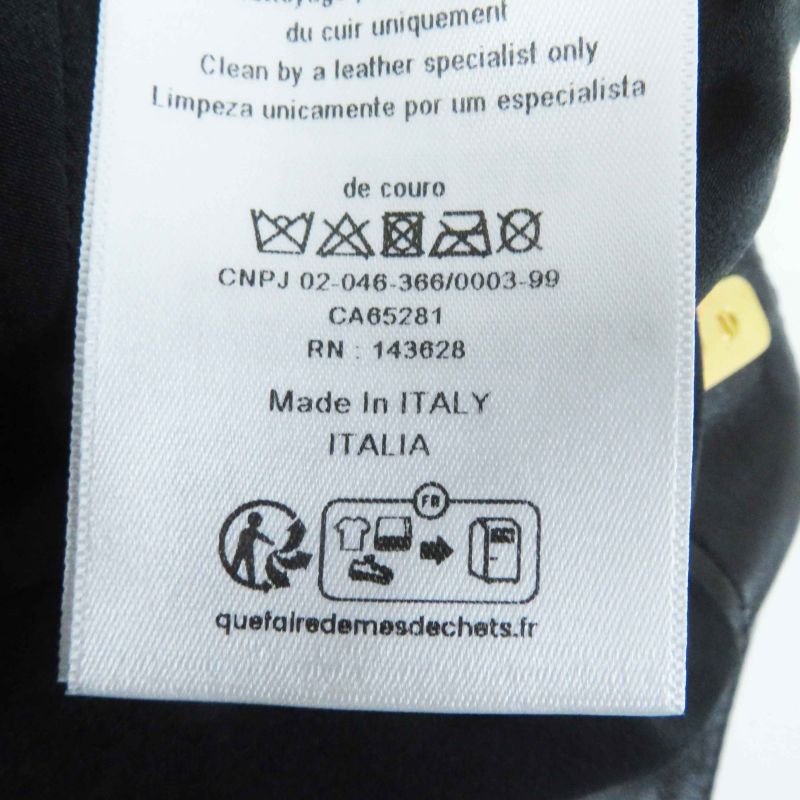 du cuir uniquement
Clean by a leather specialist only
Limpeza unicamente por um especialista
de couro
CNPJ 02-046-366/0003-99
CA65281
RN : 143628
Made In ITALY
ITALIA
FR
quefairedemesdechets.fr